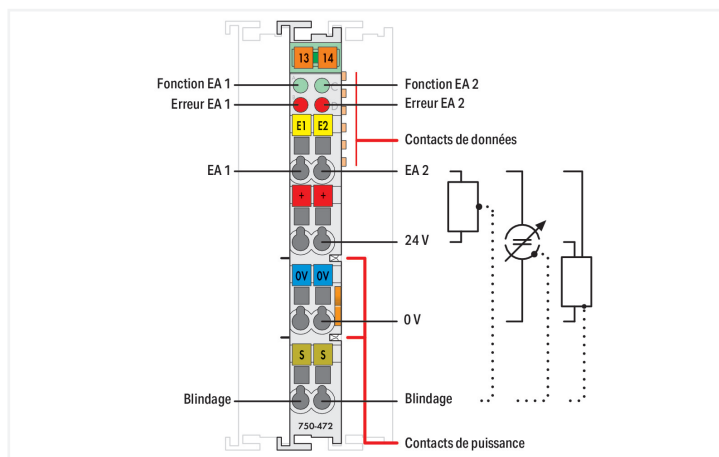 13 14
Fonction EA 1
Fonction EA 2
Erreur EA 1
Erreur EA 2
E1 E2
Contacts de données
EA 1
EA 2
+ +
24 V
0V 0V
0 V
S S
Blindage
Blindage
750-472
Contacts de puissance